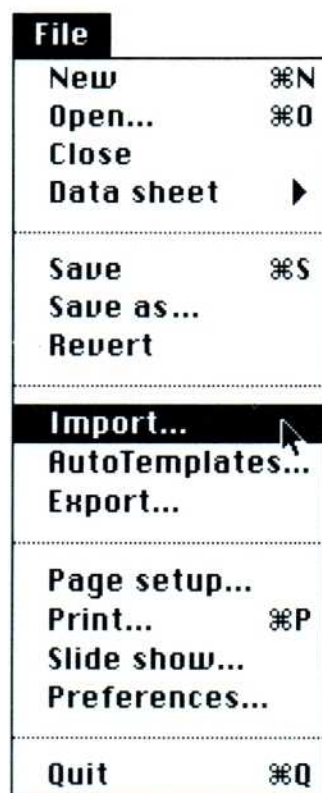 File
New ⌘N
Open... ⌘O
Close
Data sheet ▶
Save ⌘S
Save as...
Revert
Import...
AutoTemplates...
Export...
Page setup...
Print... ⌘P
Slide show...
Preferences...
Quit ⌘Q